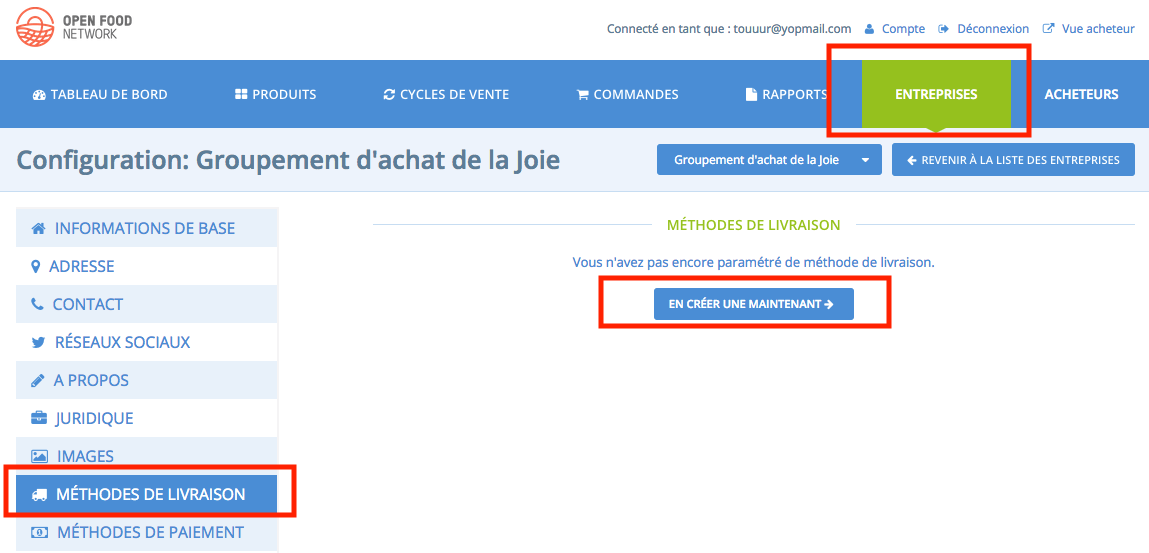 OPEN FOOD
NETWORK
Connecté en tant que : touuur@yopmail.com Compte Déconnexion Vue acheteur
TABLEAU DE BORD PRODUITS CYCLES DE VENTE COMMANDES RAPPORTS ENTREPRISES ACHETEURS
Configuration: Groupement d'achat de la Joie
Groupement d'achat de la Joie
REVENIR À LA LISTE DES ENTREPRISES
INFORMATIONS DE BASE
ADRESSE
CONTACT
RÉSEAUX SOCIAUX
A PROPOS
JURIDIQUE
IMAGES
MÉTHODES DE LIVRAISON
MÉTHODES DE PAIEMENT
MÉTHODES DE LIVRAISON
Vous n'avez pas encore paramétré de méthode de livraison.
EN CRÉER UNE MAINTENANT